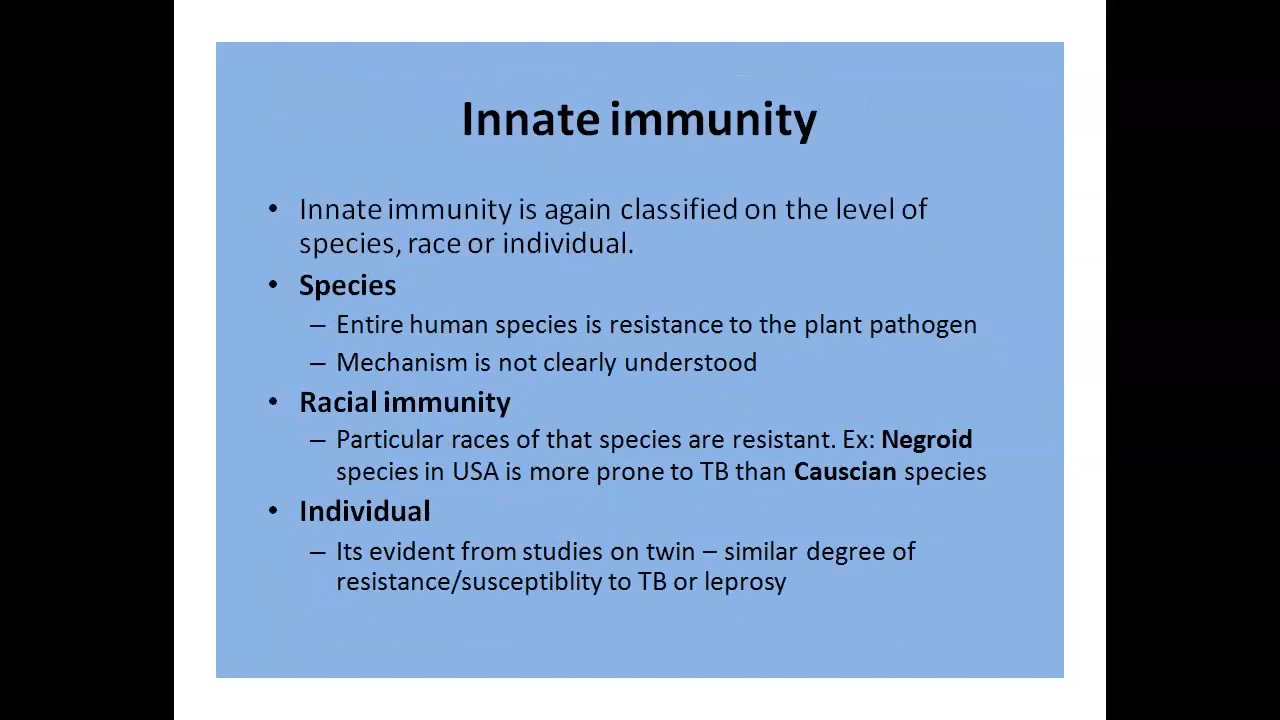 Innate immunity
• Innate immunity is again classified on the level of
species, race or individual.
• Species
– Entire human species is resistance to the plant pathogen
– Mechanism is not clearly understood
• Racial immunity
– Particular races of that species are resistant. Ex: Negroid
species in USA is more prone to TB than Causcian species
• Individual
– Its evident from studies on twin – similar degree of
resistance/susceptiblity to TB or leprosy